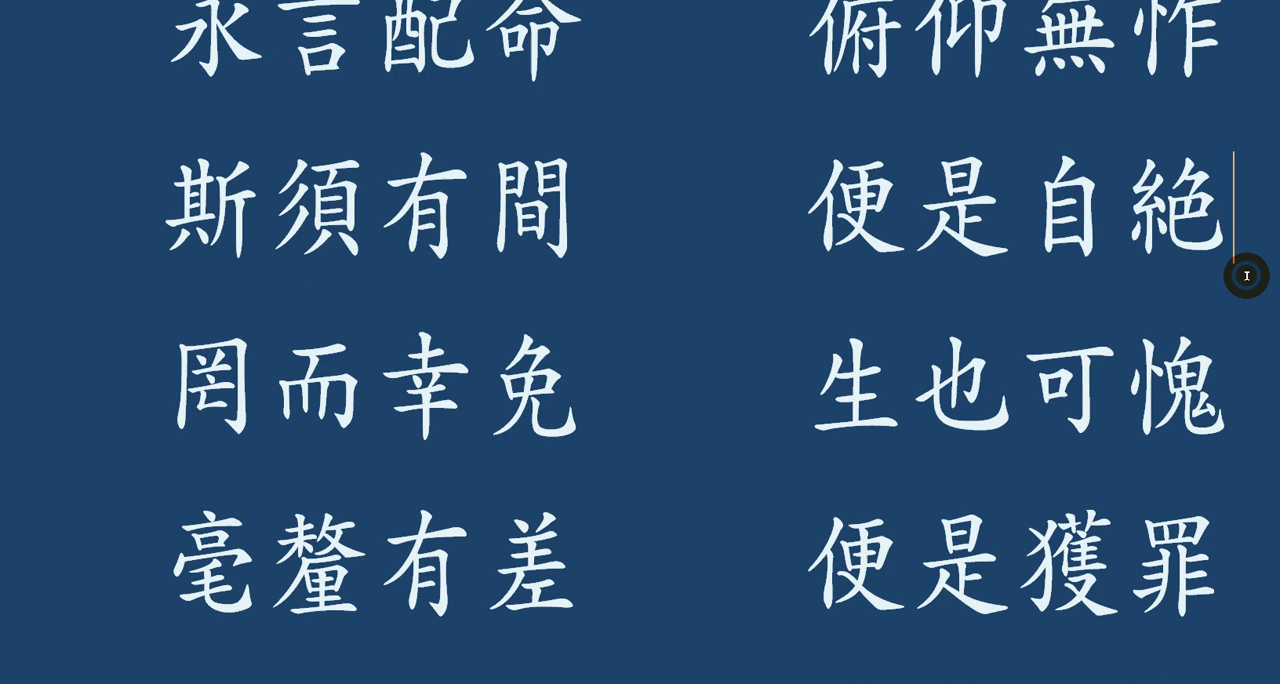 永言配命 俯仰無怍
斯須有間 便是自絶
罔而幸免 生也可愧
毫釐有差 便是獲罪